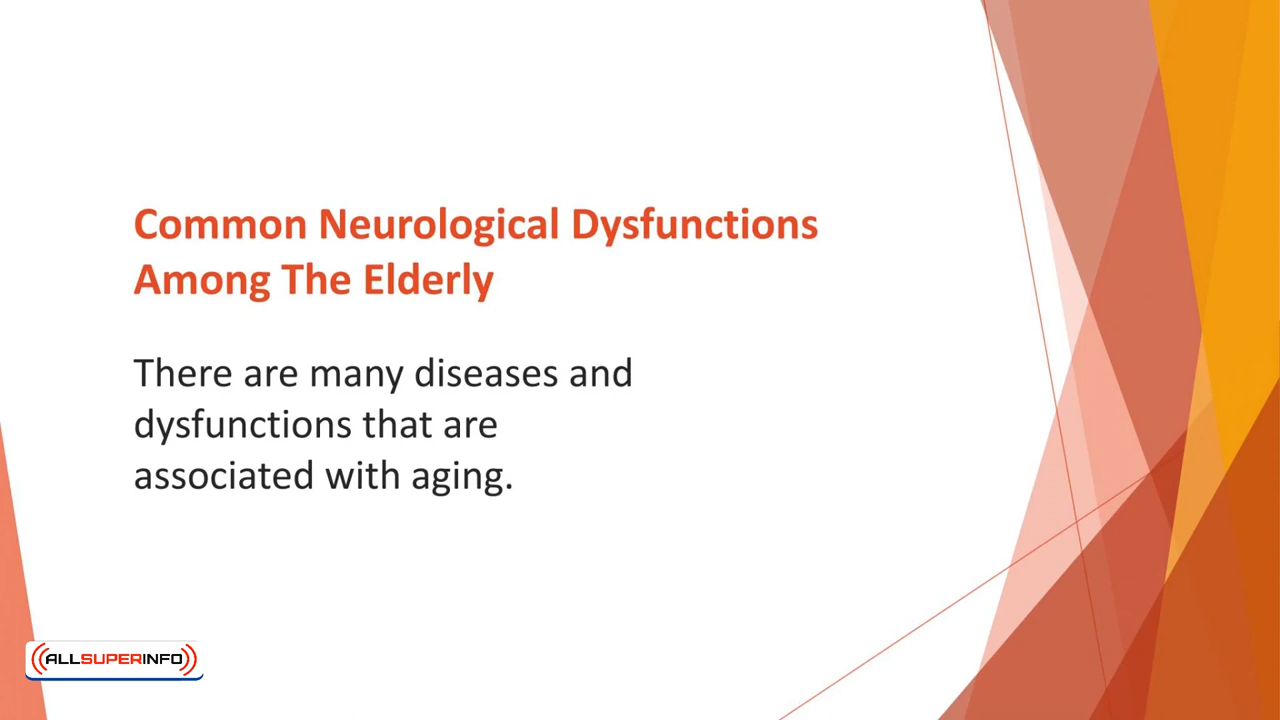 Common Neurological Dysfunctions
Among The Elderly
There are many diseases and
dysfunctions that are
associated with aging.
ALLSUPERINFO